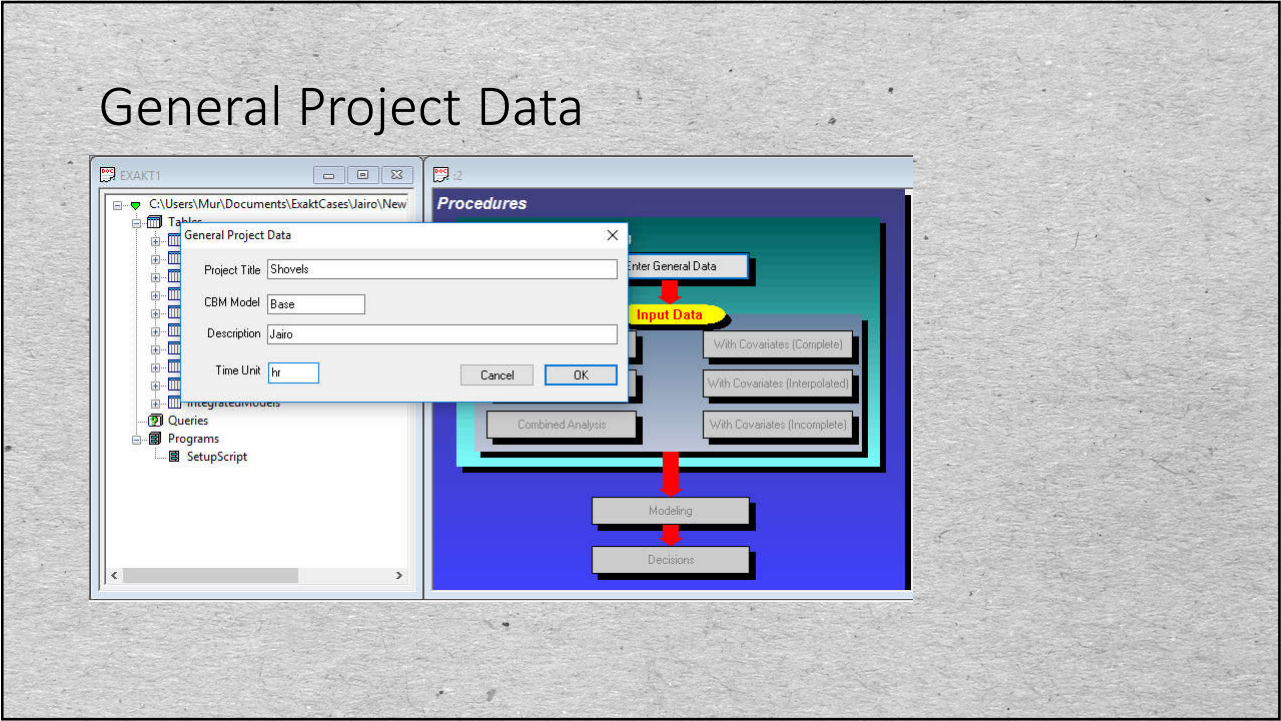 General Project Data
EXAKT1
C:\Users\Mur\Documents\ExaktCases\Jairo\New
Tables
IntegratedModels
Queries
Programs
SetupScript
General Project Data
Project Title Shovels
CBM Model Base
Description Jairo
Time Unit hr
Cancel OK
:2
Procedures
Enter General Data
Input Data
With Covariates (Complete)
With Covariates (Interpolated)
Combined Analysis With Covariates (Incomplete)
Modeling
Decisions